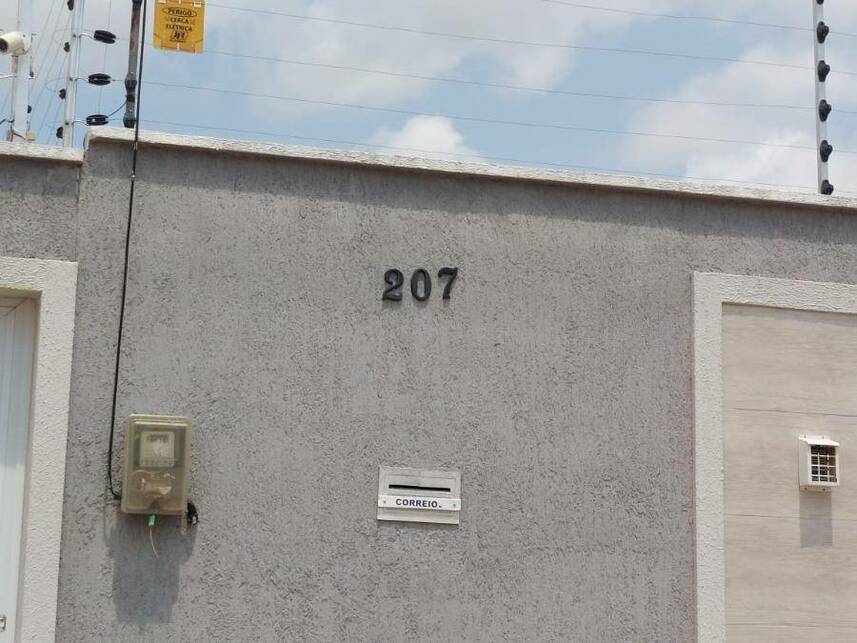 PERIGO
CERCA
ELÉTRICA
207
CORREIO